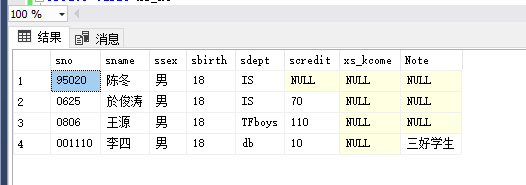 100 %
结果 消息
sno sname ssex sbirth sdept scredit xs_kcome Note
1 95020 陈冬 男 18 IS NULL NULL NULL
2 0625 於俊涛 男 18 IS 70 NULL NULL
3 0806 王源 男 18 TFboys 110 NULL NULL
4 001110 李四 男 18 db 10 NULL 三好学生